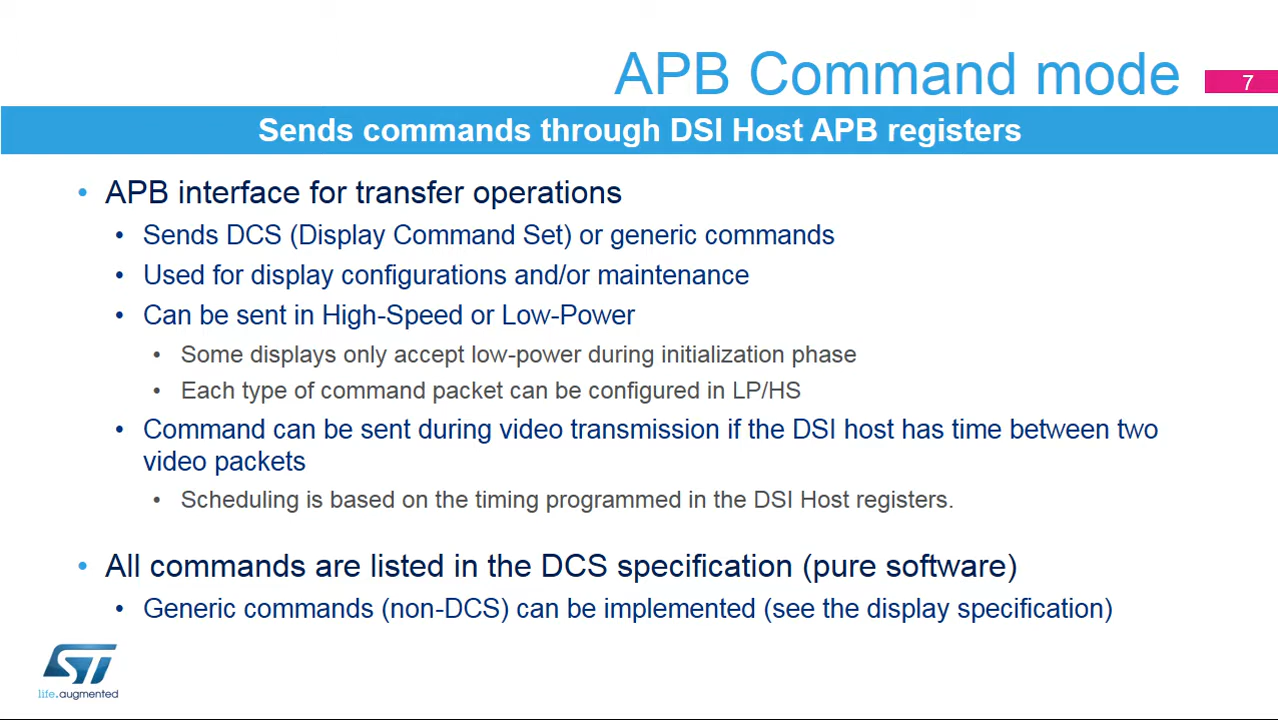 APB Command mode
7
Sends commands through DSI Host APB registers
• APB interface for transfer operations
• Sends DCS (Display Command Set) or generic commands
• Used for display configurations and/or maintenance
• Can be sent in High-Speed or Low-Power
• Some displays only accept low-power during initialization phase
• Each type of command packet can be configured in LP/HS
• Command can be sent during video transmission if the DSI host has time between two
video packets
• Scheduling is based on the timing programmed in the DSI Host registers.
• All commands are listed in the DCS specification (pure software)
• Generic commands (non-DCS) can be implemented (see the display specification)
ST
life.augmented